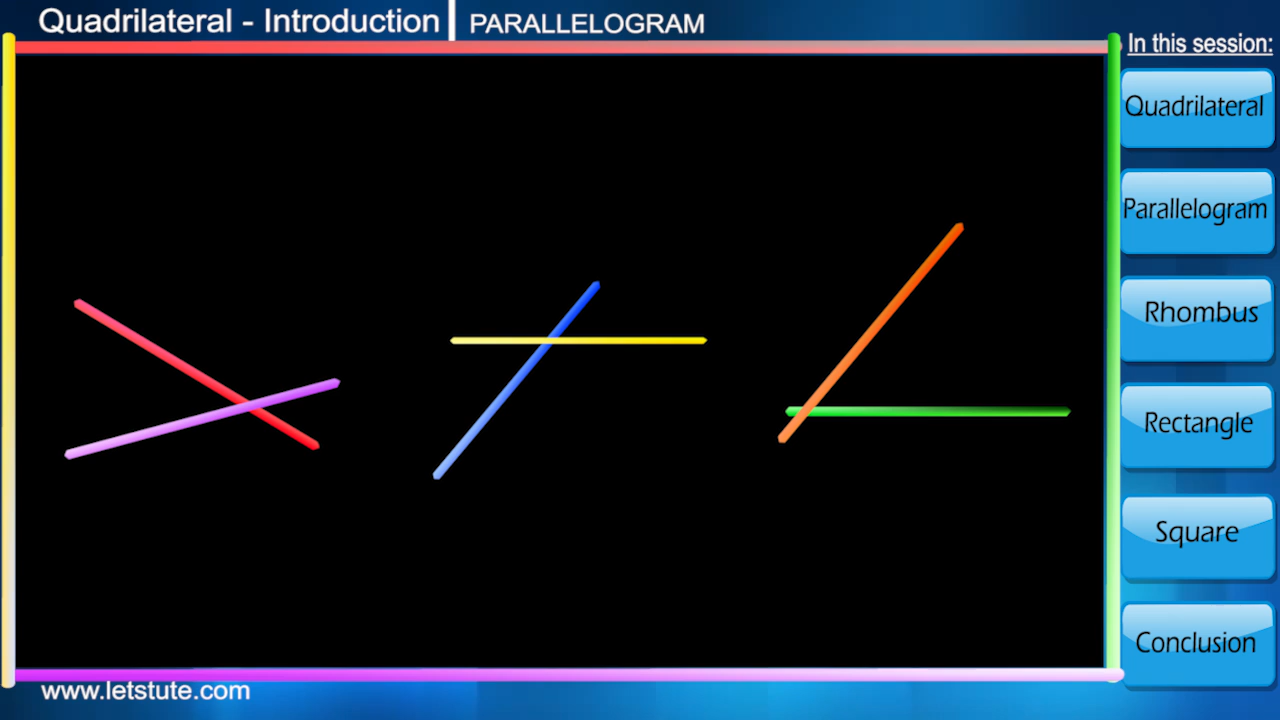 Quadrilateral - Introduction | PARALLELOGRAM
In this session:
Quadrilateral
Parallelogram
Rhombus
Rectangle
Square
Conclusion
www.letstute.com